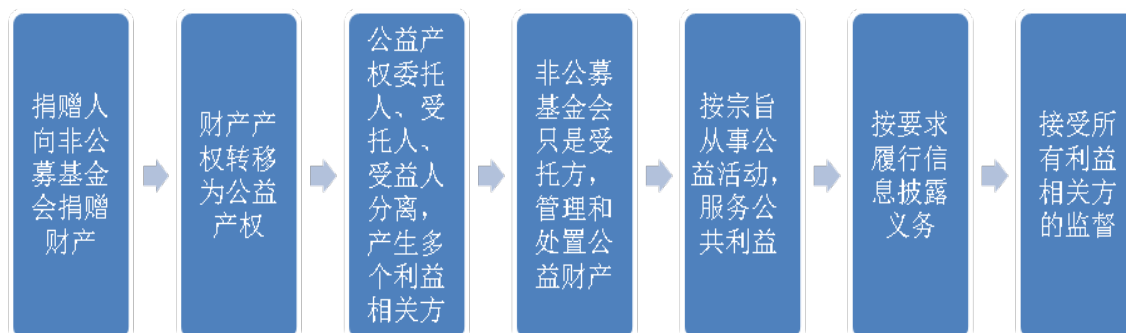 捐赠人
向非公
募基金
会捐赠
财产
财产产
权转移
为公益
产权
公益产
权委托
人、受
托人、
受益人
分离，
产生多
个利益
相关方
非公募
基金会
只是受
托方，
管理和
处置公
益财产
按宗旨
从事公
益活动，
服务公
共利益
按要求
履行信
息披露
义务
接受所
有利益
相关方
的监督